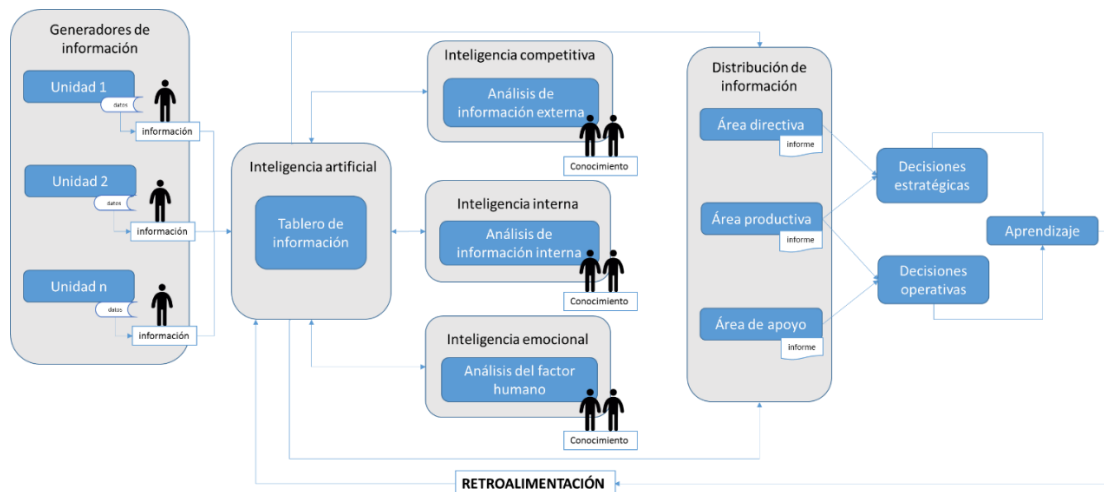 Generadores de
información
Unidad 1
datos
información
Unidad 2
datos
información
Unidad n
datos
información
Inteligencia artificial
Tablero de
información
Inteligencia competitiva
Análisis de
información externa
Conocimiento
Inteligencia interna
Análisis de
información interna
Conocimiento
Inteligencia emocional
Análisis del factor
humano
Conocimiento
Distribución de
información
Área directiva
informe
Área productiva
informe
Área de apoyo
informe
Decisiones
estratégicas
Decisiones
operativas
Aprendizaje
RETROALIMENTACIÓN